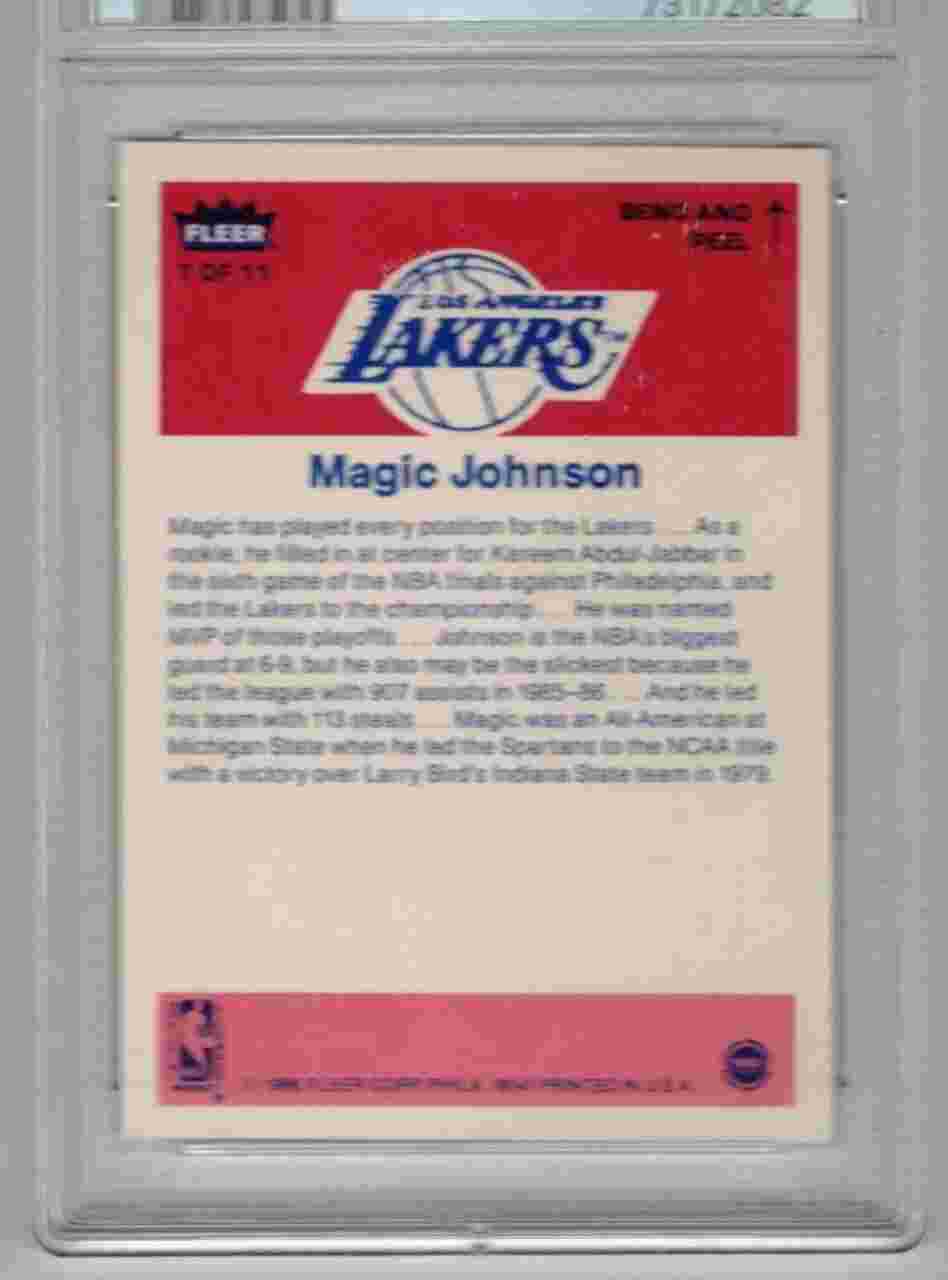 73172082
FLEER
7 OF 11
BEND AND
PEEL
LOS ANGELES
LAKERS
Magic Johnson
Magic has played every position for the Lakers .... As a
rookie, he filled in at center for Kareem Abdul-Jabbar in
the sixth game of the NBA finals against Philadelphia, and
led the Lakers to the championship .... He was named
MVP of those playoffs .... Johnson is the NBA's biggest
guard at 6-9, but he also may be the slickest because he
led the league with 907 assists in 1985–86 .... And he led
his team with 113 steals .... Magic was an All-American at
Michigan State when he led the Spartans to the NCAA title
with a victory over Larry Bird's Indiana State team in 1979.
1986 FLEER CORP. PHILA. 19141 PRINTED IN U.S.A.